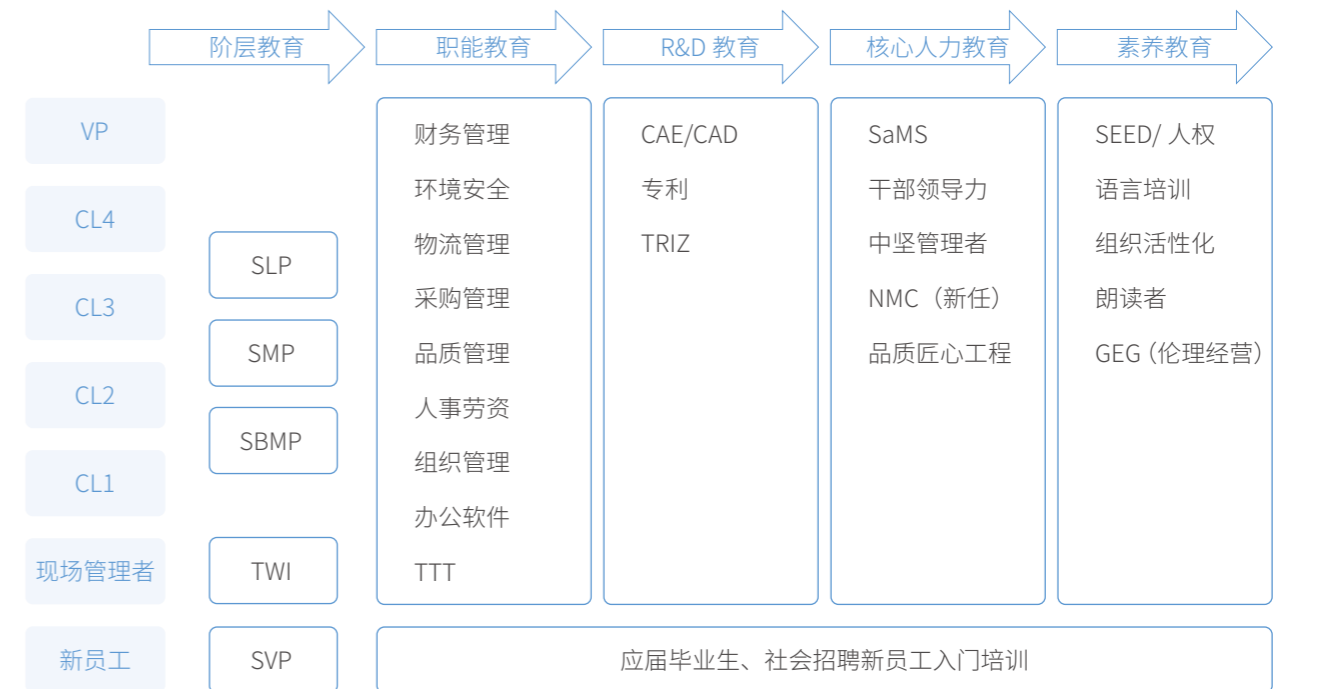 阶层教育
职能教育
R&D 教育
核心人力教育
素养教育
VP
CL4
CL3
CL2
CL1
现场管理者
新员工
SLP
SMP
SBMP
TWI
SVP
财务管理
环境安全
物流管理
采购管理
品质管理
人事劳资
组织管理
办公软件
TTT
CAE/CAD
专利
TRIZ
SaMS
干部领导力
中坚管理者
NMC（新任）
品质匠心工程
SEED/ 人权
语言培训
组织活性化
朗读者
GEG（伦理经营）
应届毕业生、社会招聘新员工入门培训